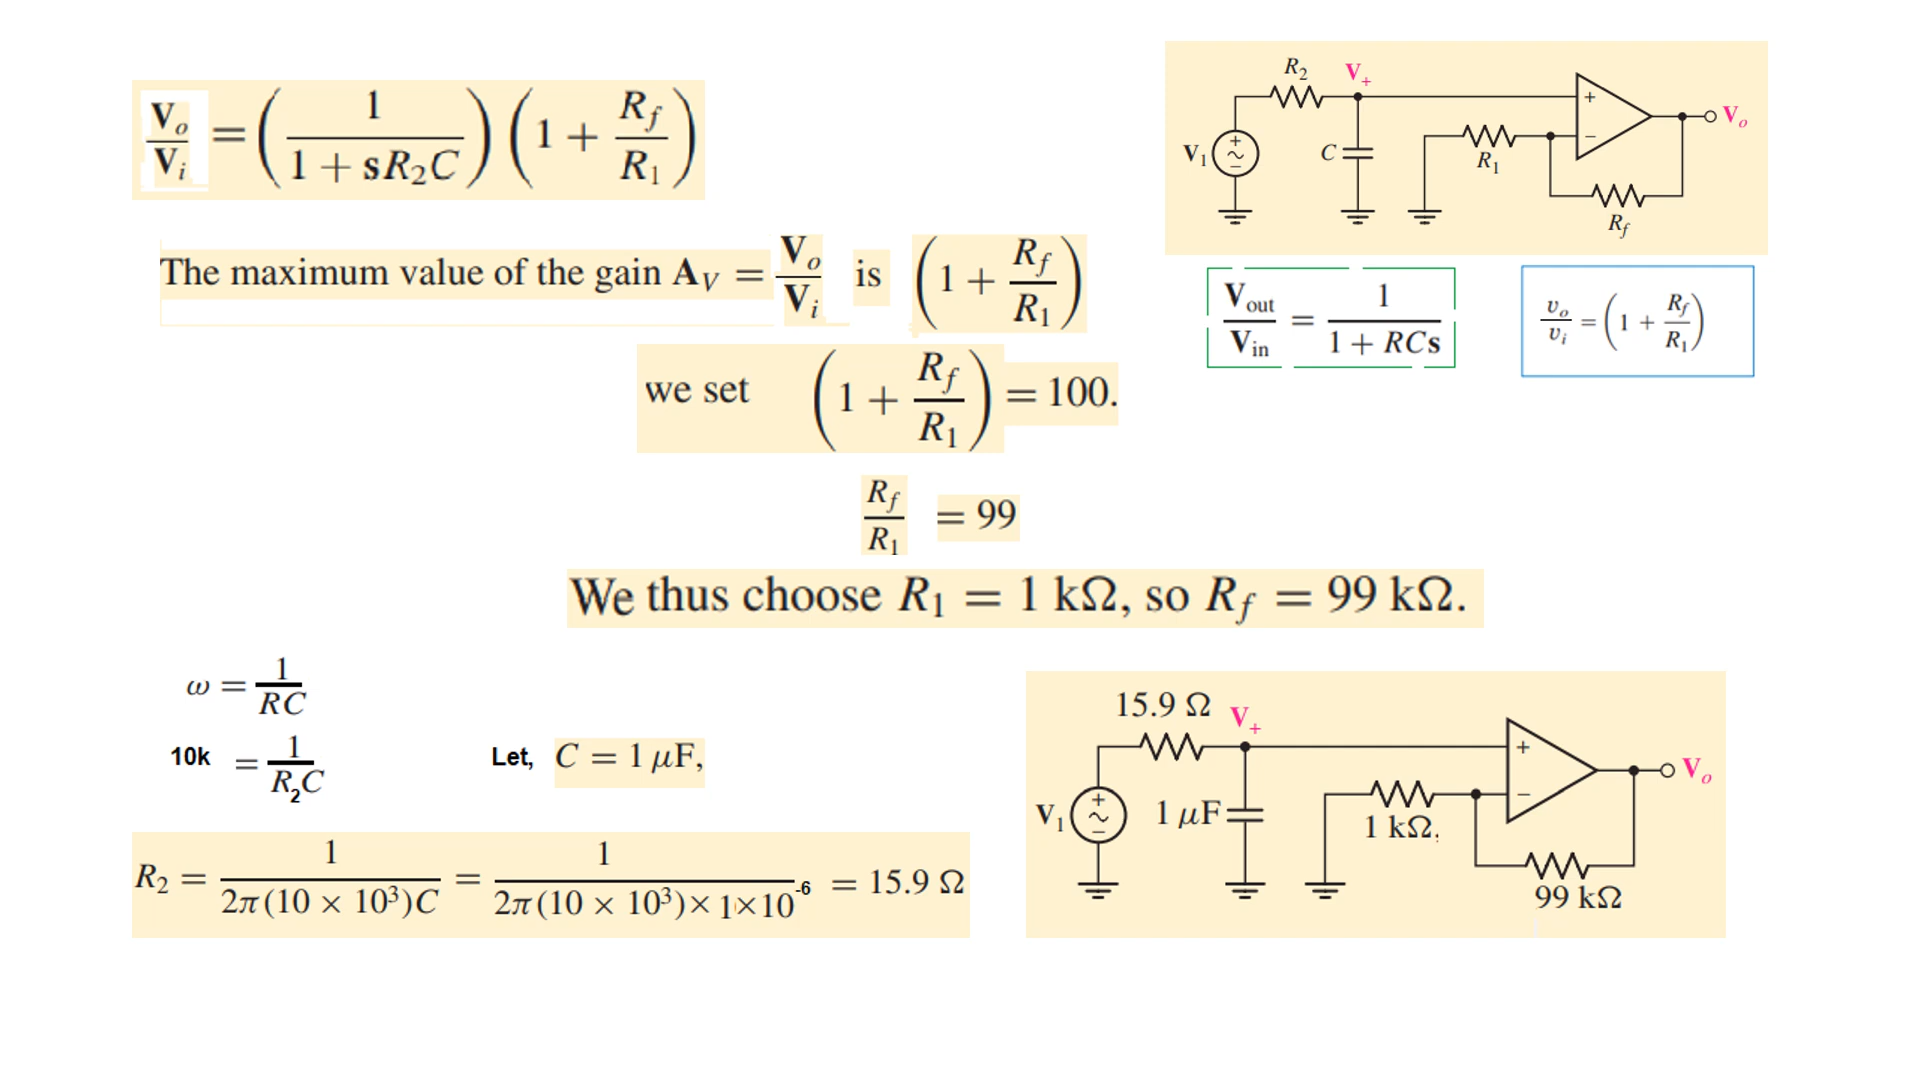 Vo/Vi = (1/(1 + sR₂C)) (1 + Rf/R₁)
R₂ V₊ + − Vo
V₁ + − C R₁
Rf
The maximum value of the gain A_V = Vo/Vi is (1 + Rf/R₁)
Vout/Vin = 1/(1 + RCs)
vo/vi = (1 + Rf/R₁)
we set (1 + Rf/R₁) = 100.
Rf/R₁ = 99
We thus choose R₁ = 1 kΩ, so Rf = 99 kΩ.
ω = 1/RC
10k = 1/R₂C Let, C = 1 μF,
R₂ = 1/(2π(10 × 10³)C) = 1/(2π(10 × 10³)× 1×10⁻⁶) = 15.9 Ω
15.9 Ω V₊ + − Vo
V₁ + − 1 μF 1 kΩ.
99 kΩ